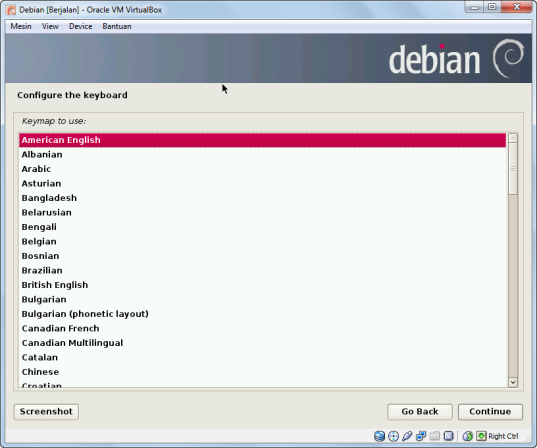 Debian [Berjalan] - Oracle VM VirtualBox
Mesin View Device Bantuan
debian
Configure the keyboard
Keymap to use:
American English
Albanian
Arabic
Asturian
Bangladesh
Belarusian
Bengali
Belgian
Bosnian
Brazilian
British English
Bulgarian
Bulgarian (phonetic layout)
Canadian French
Canadian Multilingual
Catalan
Chinese
Croatian
Screenshot Go Back Continue
Right Ctrl